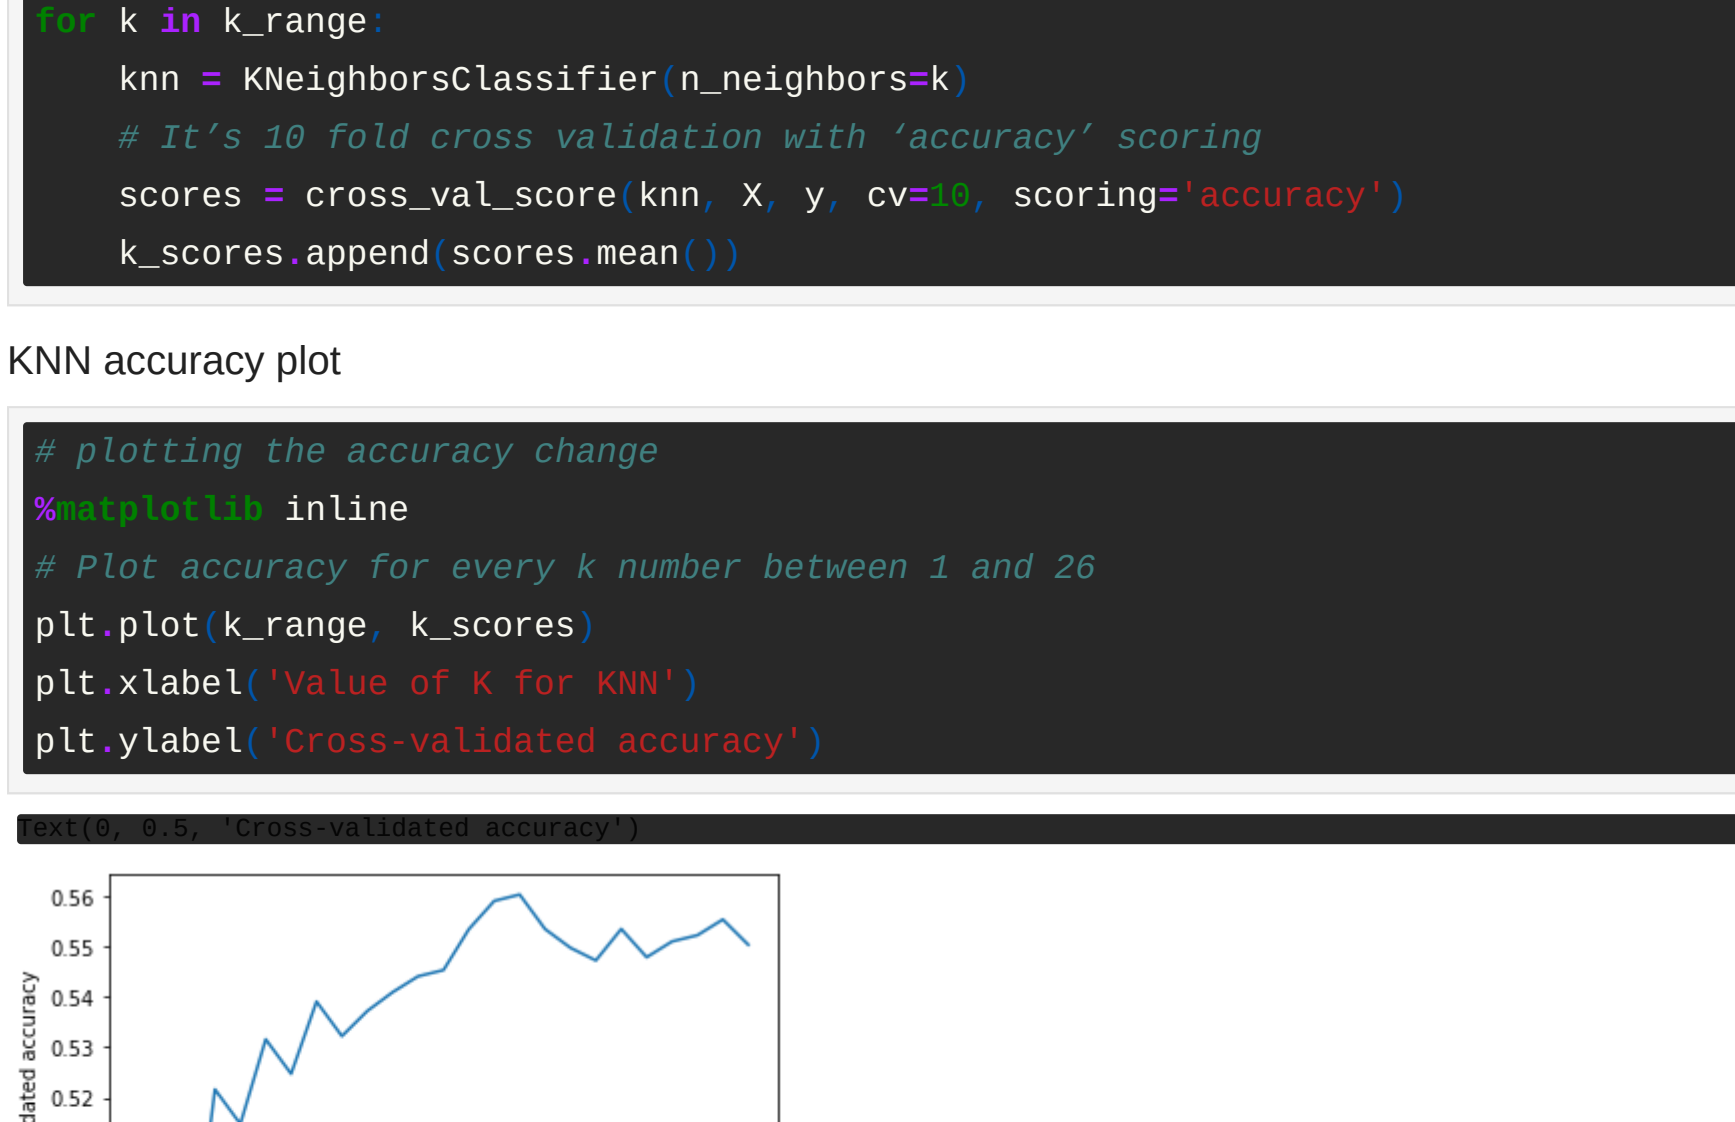 for k in k_range:
    knn = KNeighborsClassifier(n_neighbors=k)
    # It’s 10 fold cross validation with ‘accuracy’ scoring
    scores = cross_val_score(knn, X, y, cv=10, scoring='accuracy')
    k_scores.append(scores.mean())
KNN accuracy plot
# plotting the accuracy change
%matplotlib inline
# Plot accuracy for every k number between 1 and 26
plt.plot(k_range, k_scores)
plt.xlabel('Value of K for KNN')
plt.ylabel('Cross-validated accuracy')
Text(0, 0.5, 'Cross-validated accuracy')
0.56
0.55
0.54
0.53
0.52
dated accuracy